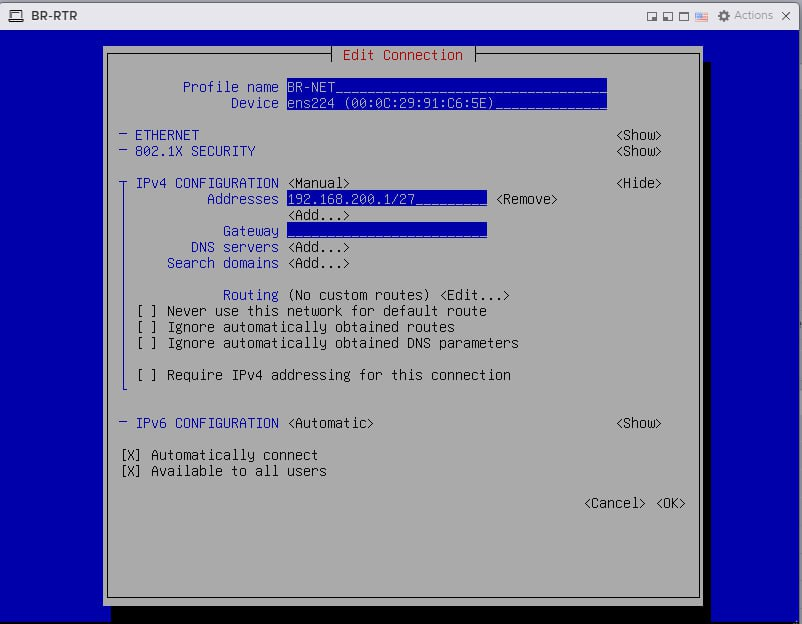 BR-RTR Actions
Edit Connection
Profile name BR-NET__________________________________
Device ens224 (00:0C:29:91:C6:5E)______________
ETHERNET <Show>
802.1X SECURITY <Show>
IPv4 CONFIGURATION <Manual> <Hide>
Addresses 192.168.200.1/27_________ <Remove>
<Add...>
Gateway _________________________
DNS servers <Add...>
Search domains <Add...>
Routing (No custom routes) <Edit...>
[ ] Never use this network for default route
[ ] Ignore automatically obtained routes
[ ] Ignore automatically obtained DNS parameters
[ ] Require IPv4 addressing for this connection
IPv6 CONFIGURATION <Automatic> <Show>
[X] Automatically connect
[X] Available to all users
<Cancel> <OK>